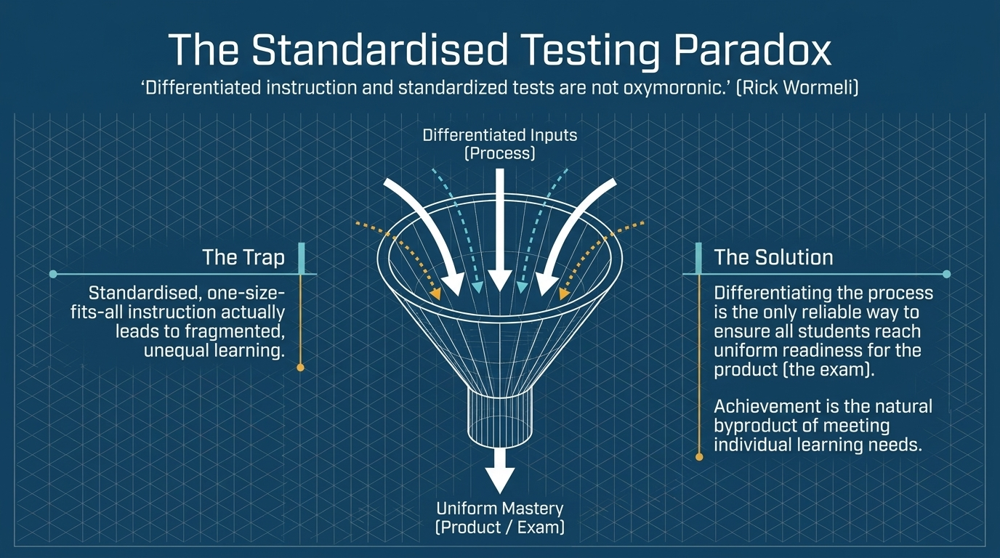 The Standardised Testing Paradox
‘Differentiated instruction and standardized tests are not oxymoronic.’ (Rick Wormeli)
Differentiated Inputs
(Process)
The Trap
Standardised, one-size-
fits-all instruction actually
leads to fragmented,
unequal learning.
The Solution
Differentiating the process
is the only reliable way to
ensure all students reach
uniform readiness for the
product (the exam).
Achievement is the natural
byproduct of meeting
individual learning needs.
Uniform Mastery
(Product / Exam)